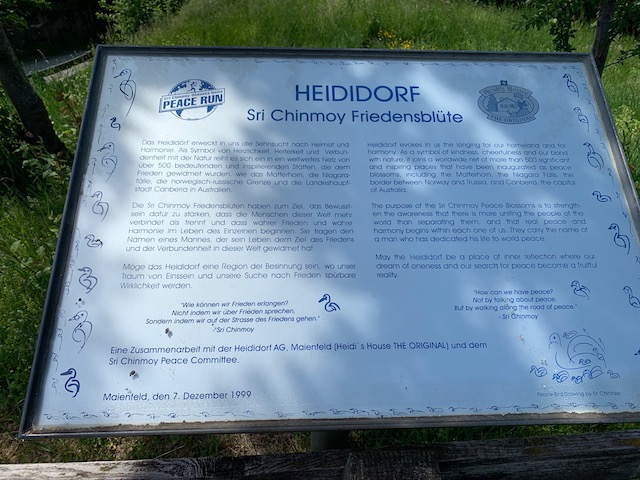 Sri Chinmoy Oneness-Home
PEACE RUN
HEIDIDORF
Sri Chinmoy Friedensblüte
Heidi's House
THE ORIGINAL
Das Heididorf erweckt in uns die Sehnsucht nach Heimat und
Harmonie. Als Symbol von Herzlichkeit, Heiterkeit und Verbun-
denheit mit der Natur reiht es sich ein in ein weltweites Netz von
über 500 bedeutenden und inspirierenden Stätten, die dem
Frieden gewidmet wurden, wie das Matterhorn, die Niagara-
fälle, die norwegisch-russische Grenze und die Landeshaupt-
stadt Canberra in Australien.
Die Sri Chinmoy Friedensblüten haben zum Ziel, das Bewusst-
sein dafür zu stärken, dass die Menschen dieser Welt mehr
verbindet als trennt und dass wahrer Frieden und wahre
Harmonie im Leben des Einzelnen beginnen. Sie tragen den
Namen eines Mannes, der sein Leben dem Ziel des Friedens
und der Verbundenheit in dieser Welt gewidmet hat.
Möge das Heididorf eine Region der Besinnung sein, wo unser
Traum von Einssein und unsere Suche nach Frieden spürbare
Wirklichkeit werden.
"Wie können wir Frieden erlangen?
Nicht indem wir über Frieden sprechen,
Sondern indem wir auf der Strasse des Friedens gehen."
- Sri Chinmoy
Heididorf evokes in us the longing for our homeland and for
harmony. As a symbol of kindness, cheerfulness and our bond
with nature, it joins a worldwide net of more than 500 significant
and inspiring places that have been inaugurated as peace
blossoms, including the Matterhorn, the Niagara Falls, the
border between Norway and Russia, and Canberra, the capital
of Australia.
The purpose of the Sri Chinmoy Peace Blossoms is to strength-
en the awareness that there is more uniting the people of the
world than separating them, and that real peace and
harmony begins within each one of us. They carry the name of
a man who has dedicated his life to world peace.
May the Heididorf be a place of inner reflection where our
dream of oneness and our search for peace become a fruitful
reality.
"How can we have peace?
Not by talking about peace,
But by walking along the road of peace."
- Sri Chinmoy
Eine Zusammenarbeit mit der Heididorf AG, Maienfeld (Heidi´s House THE ORIGINAL) und dem
Sri Chinmoy Peace Committee.
Maienfeld, den 7. Dezember 1999
Peace-Bird Drawing by Sri Chinmoy